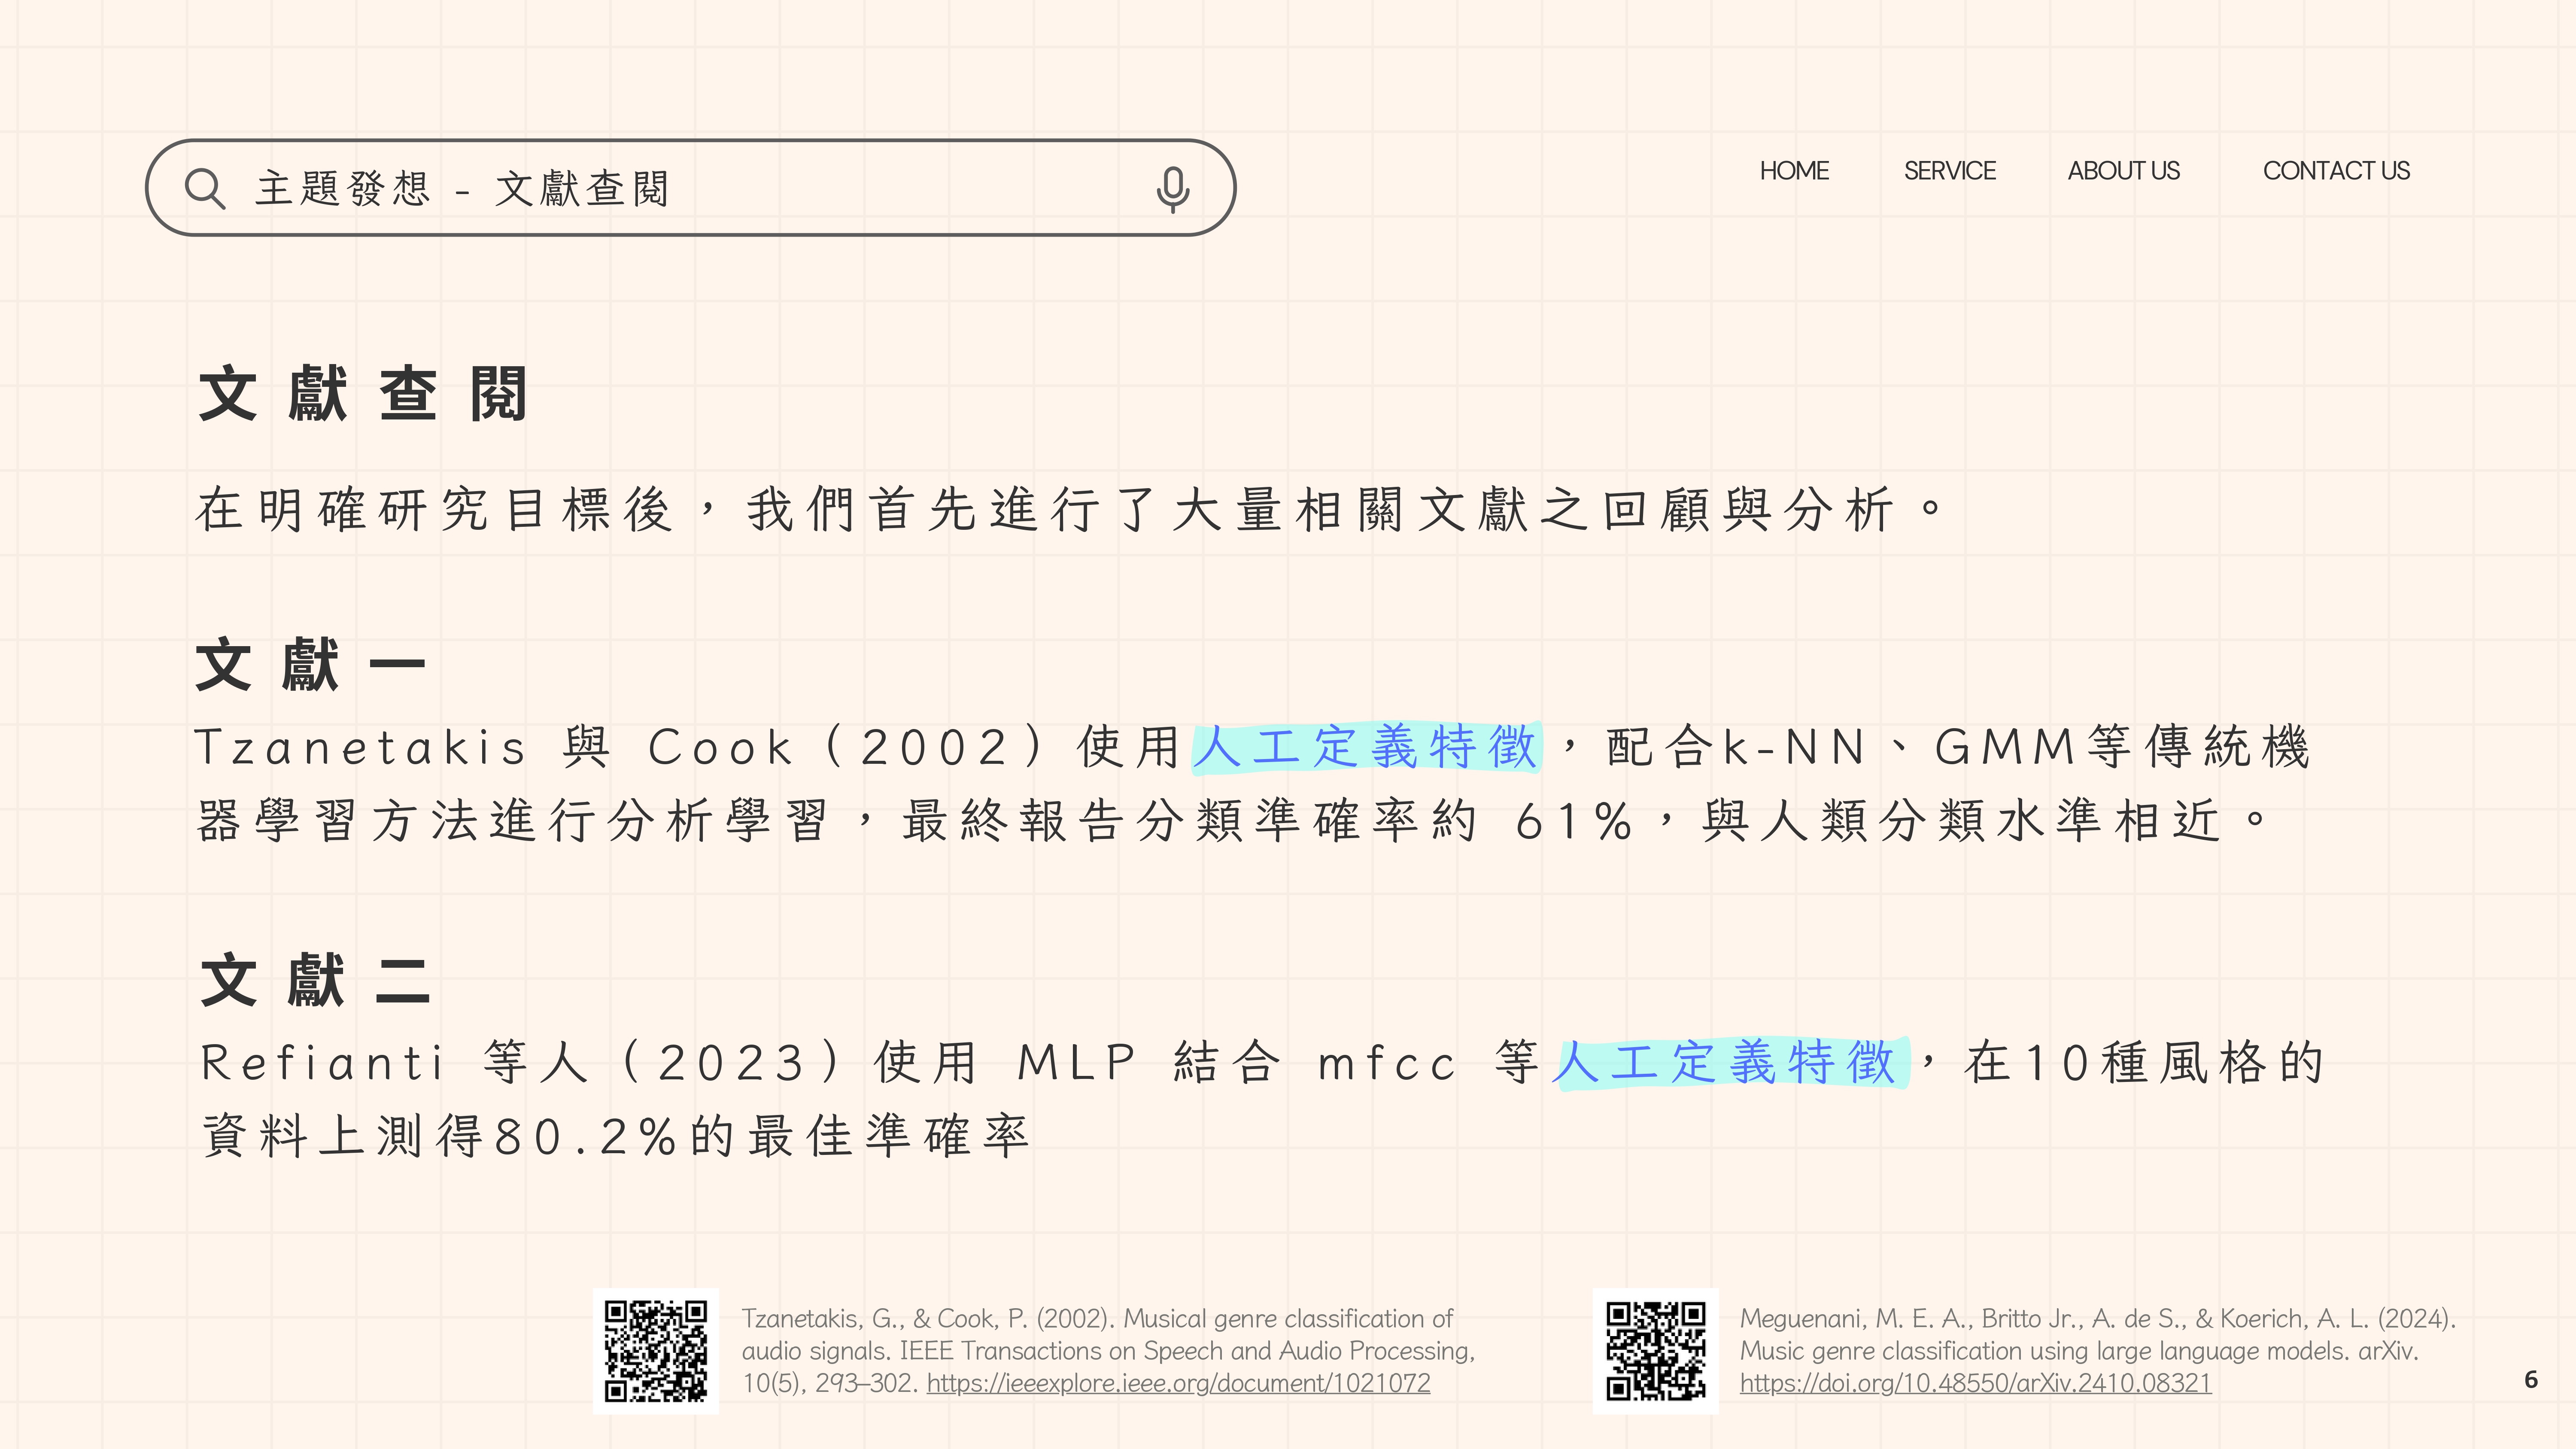 主題發想 - 文獻查閱
HOME SERVICE ABOUT US CONTACT US
文獻查閱
在明確研究目標後，我們首先進行了大量相關文獻之回顧與分析。
文獻一
Tzanetakis 與 Cook（2002）使用人工定義特徵，配合k-NN、GMM等傳統機
器學習方法進行分析學習，最終報告分類準確率約 61%，與人類分類水準相近。
文獻二
Refianti 等人（2023）使用 MLP 結合 mfcc 等人工定義特徵，在10種風格的
資料上測得80.2%的最佳準確率
Tzanetakis, G., & Cook, P. (2002). Musical genre classification of
audio signals. IEEE Transactions on Speech and Audio Processing,
10(5), 293–302. https://ieeexplore.ieee.org/document/1021072
Meguenani, M. E. A., Britto Jr., A. de S., & Koerich, A. L. (2024).
Music genre classification using large language models. arXiv.
https://doi.org/10.48550/arXiv.2410.08321
6